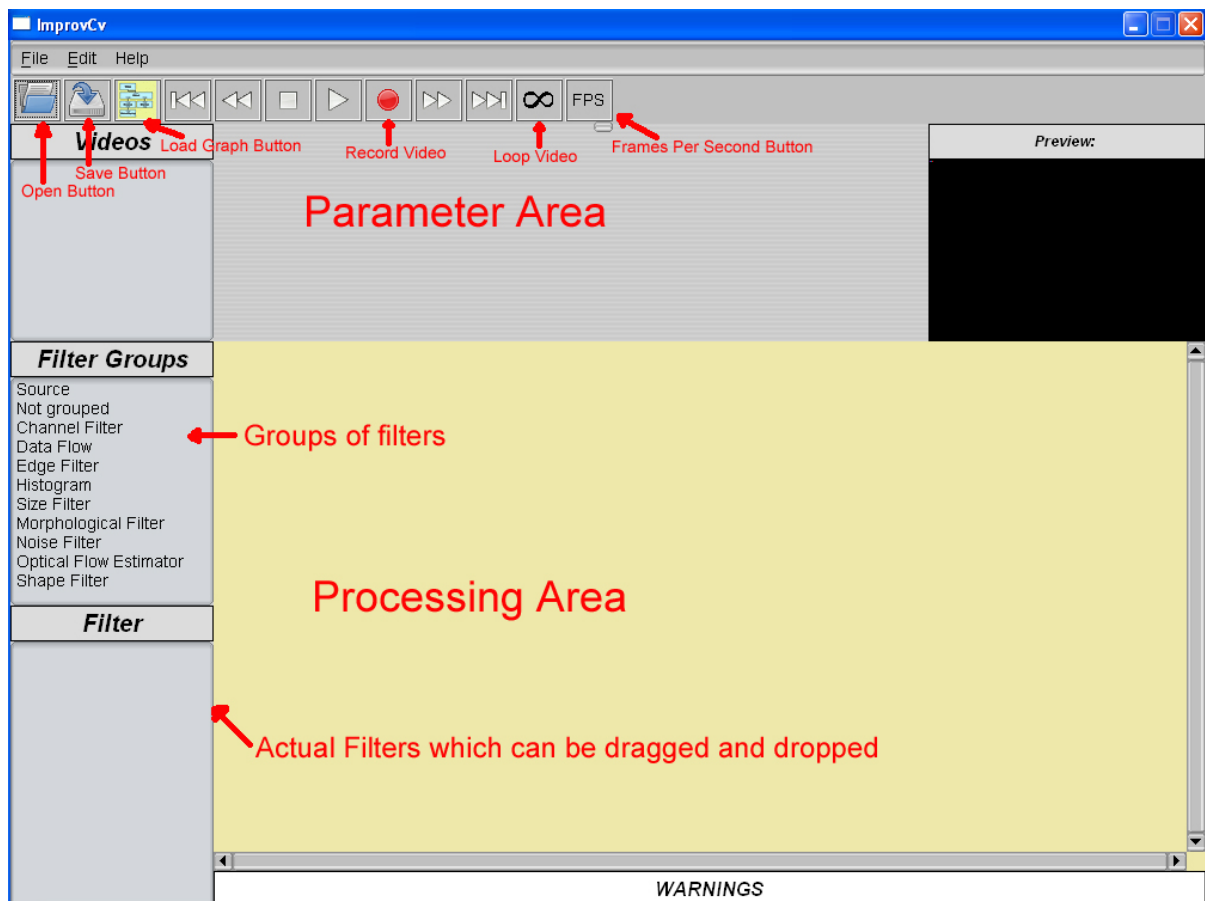 ImprovCv
File Edit Help
FPS
Videos
Load Graph Button
Record Video
Loop Video
Frames Per Second Button
Preview:
Save Button
Open Button
Parameter Area
Filter Groups
Source
Not grouped
Channel Filter
Data Flow
Edge Filter
Histogram
Size Filter
Morphological Filter
Noise Filter
Optical Flow Estimator
Shape Filter
Groups of filters
Processing Area
Filter
Actual Filters which can be dragged and dropped
WARNINGS